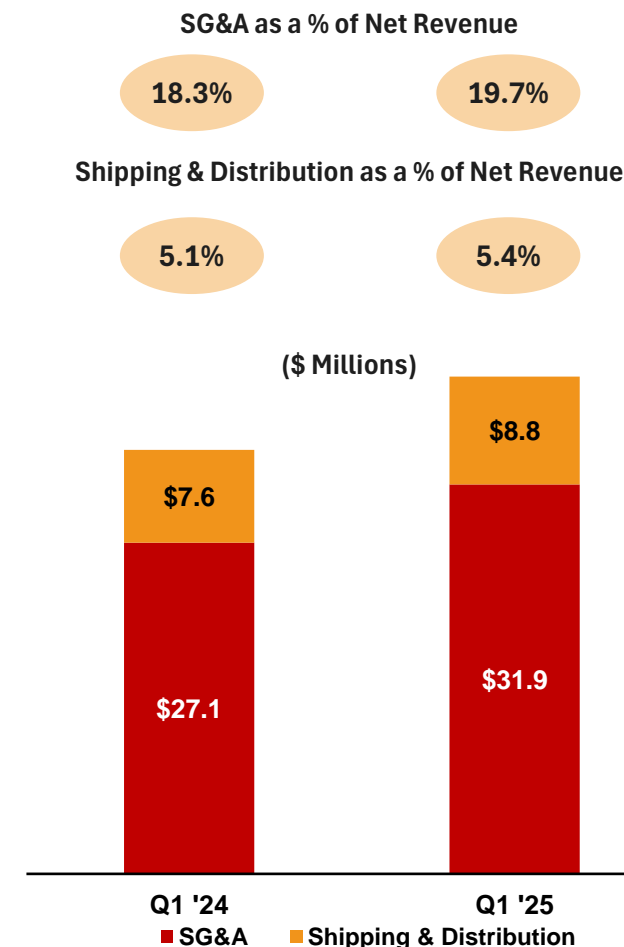 SG&A as a % of Net Revenue
18.3% 19.7%
Shipping & Distribution as a % of Net Revenue
5.1% 5.4%
($ Millions)
$8.8
$7.6
$31.9
$27.1
Q1 '24 Q1 '25
SG&A Shipping & Distribution